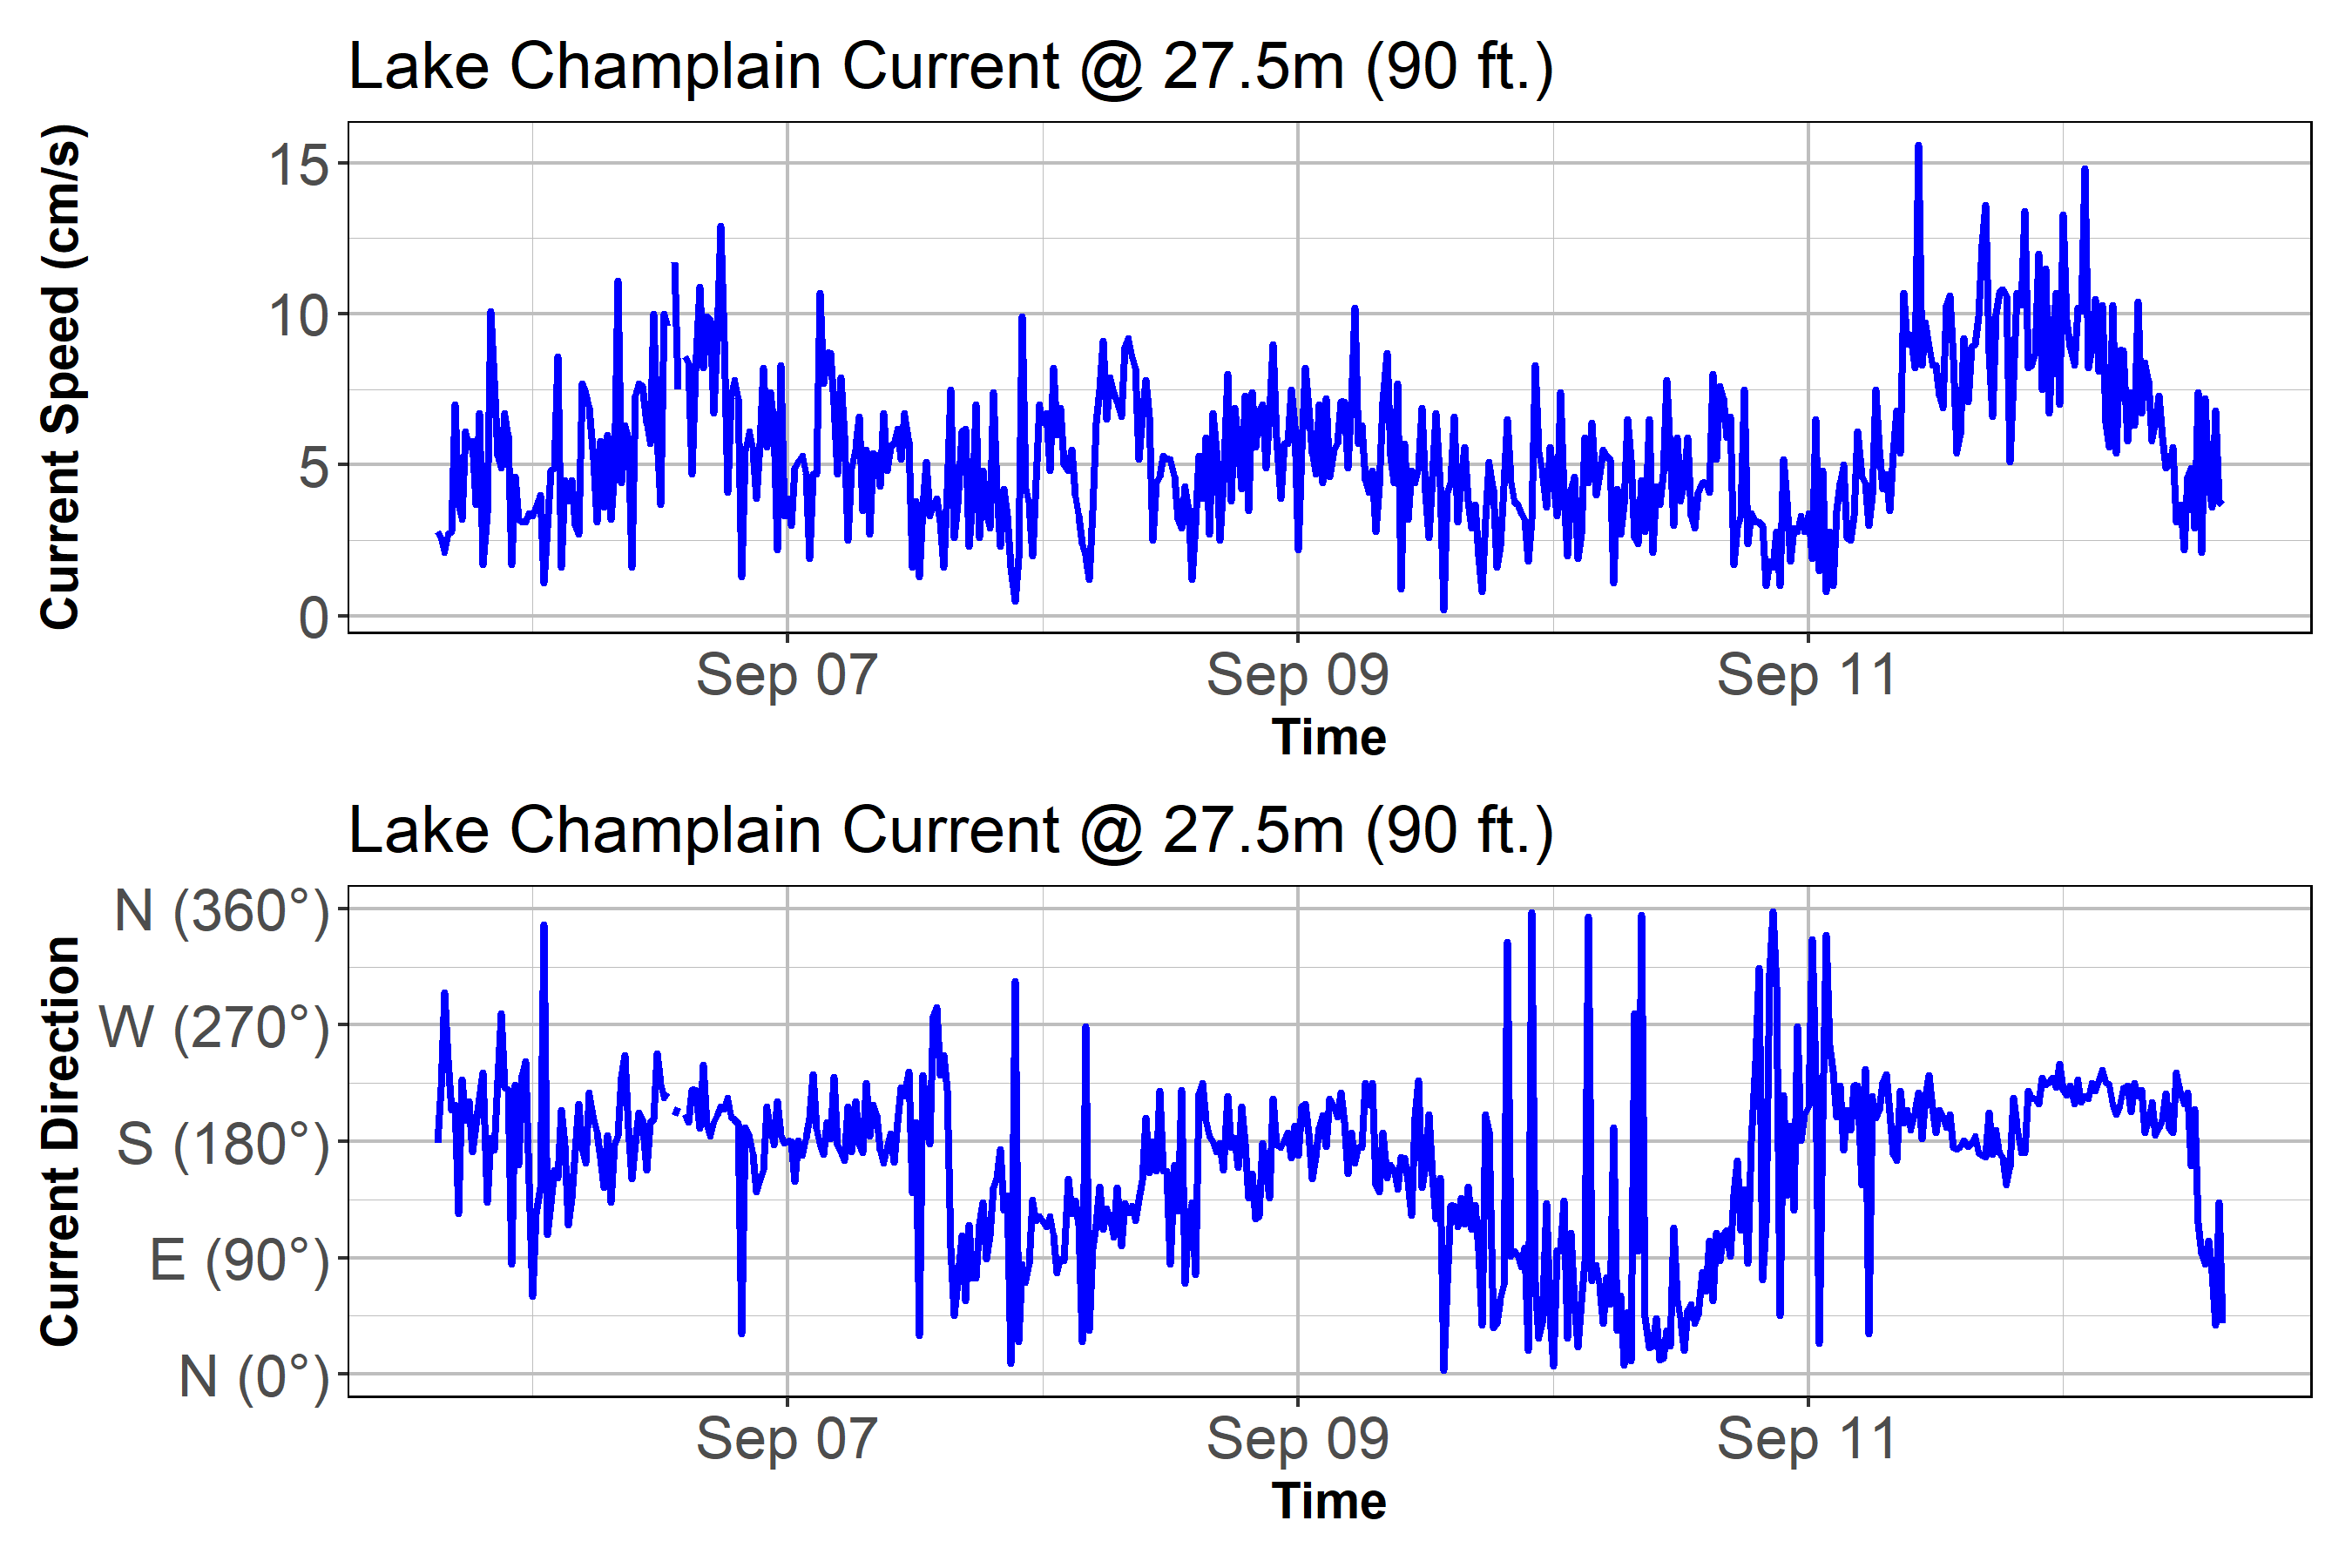 Lake Champlain Current @ 27.5m (90 ft.)
Current Speed (cm/s)
15
10
5
0
Sep 07 Sep 09 Sep 11
Time
Lake Champlain Current @ 27.5m (90 ft.)
Current Direction
N (360°)
W (270°)
S (180°)
E (90°)
N (0°)
Sep 07 Sep 09 Sep 11
Time